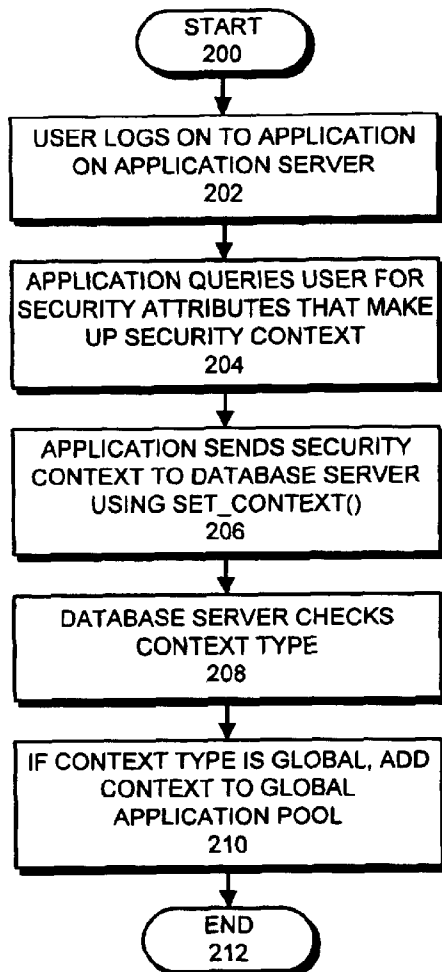 START
200
USER LOGS ON TO APPLICATION
ON APPLICATION SERVER
202
APPLICATION QUERIES USER FOR
SECURITY ATTRIBUTES THAT MAKE
UP SECURITY CONTEXT
204
APPLICATION SENDS SECURITY
CONTEXT TO DATABASE SERVER
USING SET_CONTEXT()
206
DATABASE SERVER CHECKS
CONTEXT TYPE
208
IF CONTEXT TYPE IS GLOBAL, ADD
CONTEXT TO GLOBAL
APPLICATION POOL
210
END
212